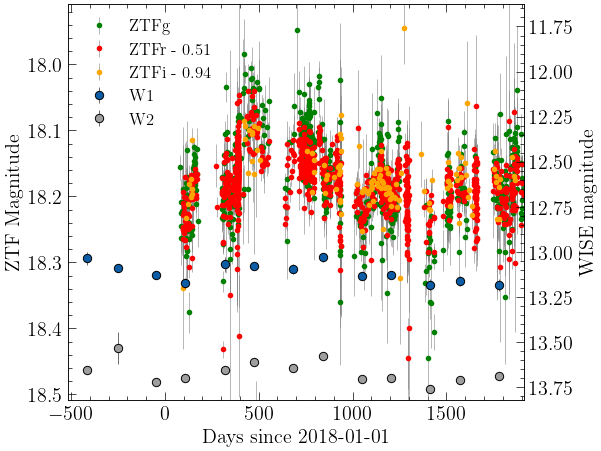 ZTFg
ZTFr - 0.51
ZTFi - 0.94
W1
W2
ZTF Magnitude
18.0
18.1
18.2
18.3
18.4
18.5
WISE magnitude
11.75
12.00
12.25
12.50
12.75
13.00
13.25
13.50
13.75
−500 0 500 1000 1500
Days since 2018-01-01